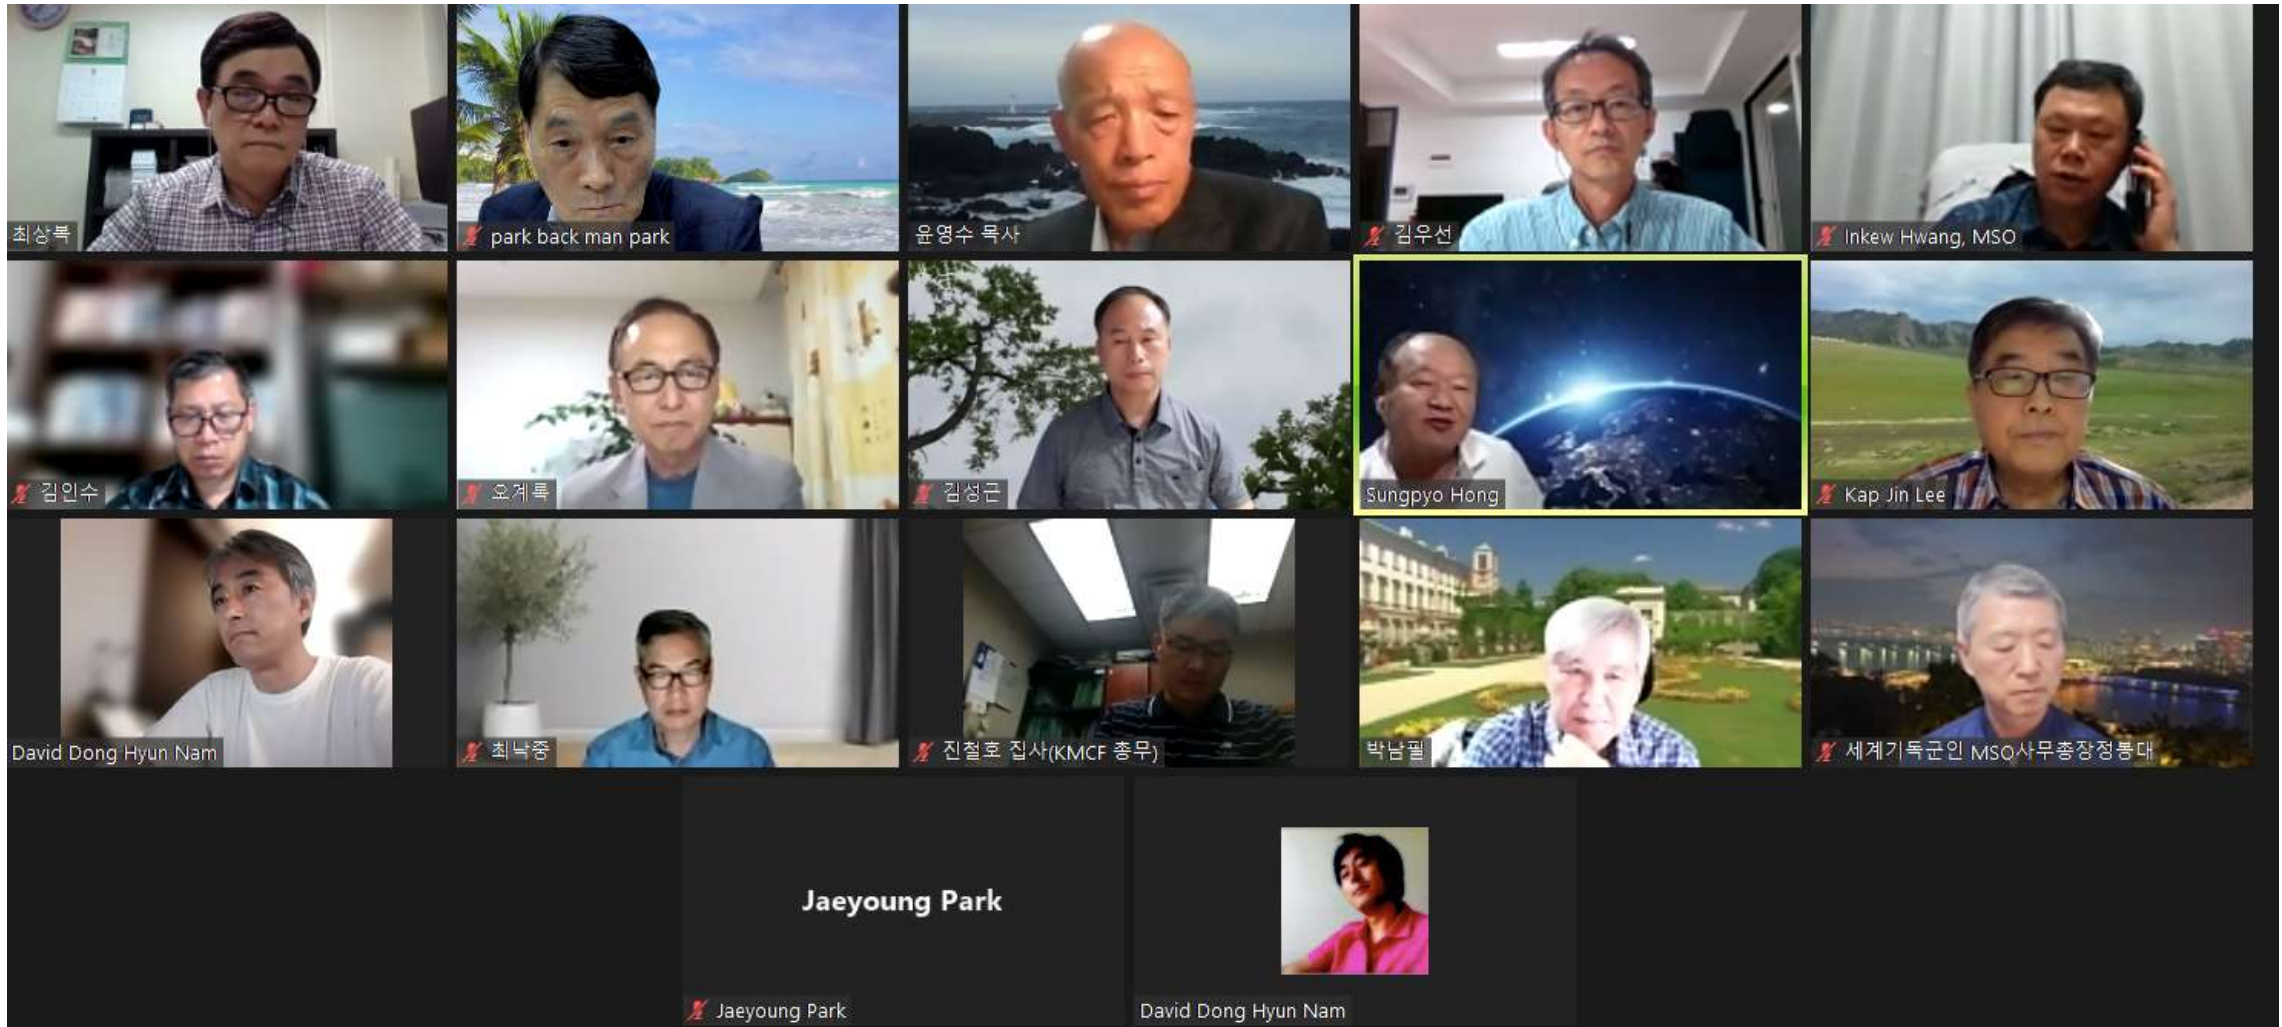 최상복
park back man park
윤영수 목사
김우선
Inkew Hwang, MSO
김인수
오계록
김성근
Sungpyo Hong
Kap Jin Lee
David Dong Hyun Nam
최낙중
진철호 집사(KMCF 총무)
박남필
세계기독군인 MSO사무총장정봉대
Jaeyoung Park
Jaeyoung Park
David Dong Hyun Nam